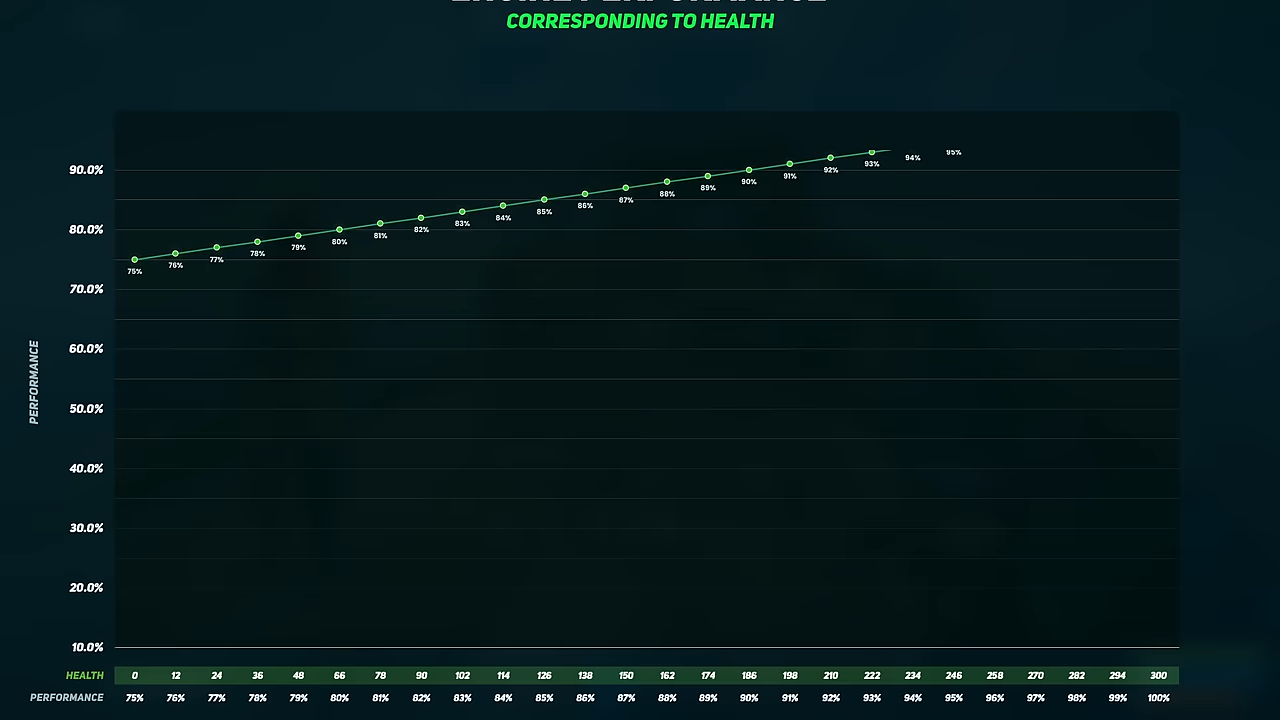 CORRESPONDING TO HEALTH
90.0%
80.0%
70.0%
60.0%
50.0%
40.0%
30.0%
20.0%
10.0%
PERFORMANCE
75% 76% 77% 78% 79% 80% 81% 82% 83% 84% 85% 86% 87% 88% 89% 90% 91% 92% 93% 94% 95%
HEALTH 0 12 24 36 48 66 78 90 102 114 126 138 150 162 174 186 198 210 222 234 246 258 270 282 294 300
PERFORMANCE 75% 76% 77% 78% 79% 80% 81% 82% 83% 84% 85% 86% 87% 88% 89% 90% 91% 92% 93% 94% 95% 96% 97% 98% 99% 100%